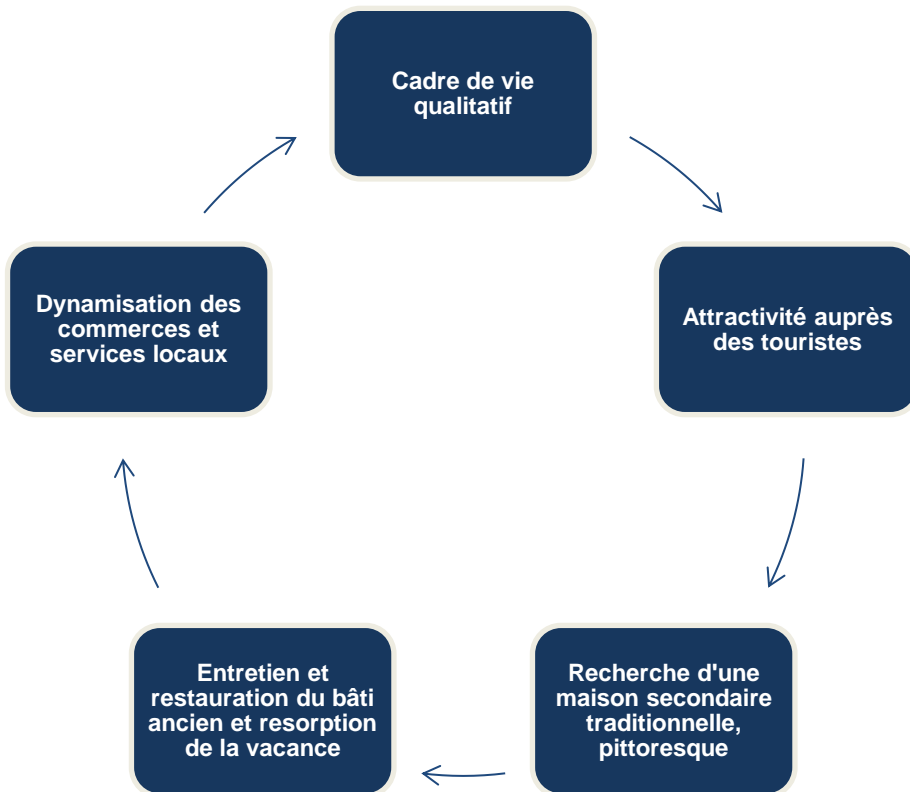 Cadre de vie
qualitatif
Attractivité auprès
des touristes
Recherche d'une
maison secondaire
traditionnelle,
pittoresque
Entretien et
restauration du bâti
ancien et resorption
de la vacance
Dynamisation des
commerces et
services locaux